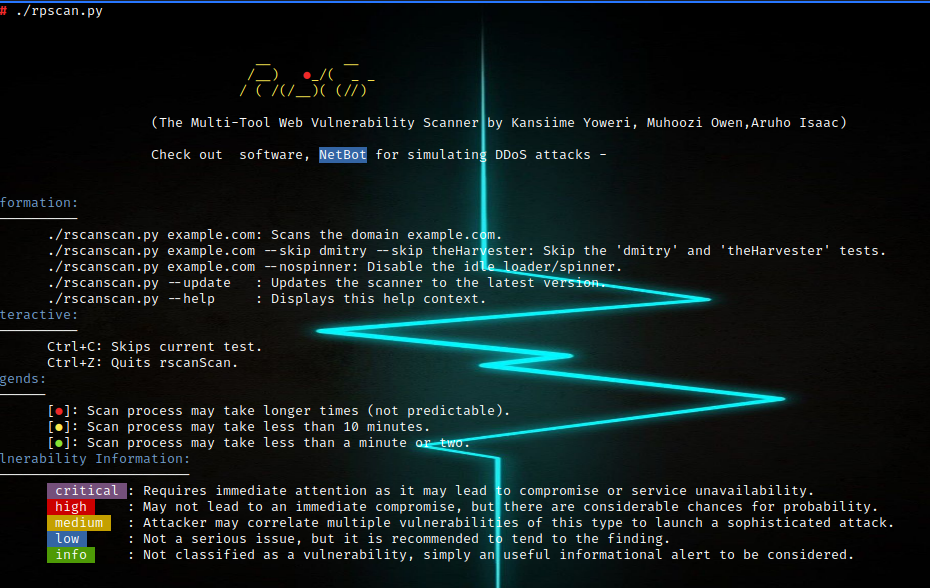 # ./rpscan.py
(The Multi-Tool Web Vulnerability Scanner by Kansiime Yoweri, Muhoozi Owen,Aruho Isaac)
Check out  software, NetBot for simulating DDoS attacks -
formation:
./rscanscan.py example.com: Scans the domain example.com.
./rscanscan.py example.com --skip dmitry --skip theHarvester: Skip the 'dmitry' and 'theHarvester' tests.
./rscanscan.py example.com --nospinner: Disable the idle loader/spinner.
./rscanscan.py --update   : Updates the scanner to the latest version.
./rscanscan.py --help     : Displays this help context.
teractive:
Ctrl+C: Skips current test.
Ctrl+Z: Quits rscanScan.
gends:
[●]: Scan process may take longer times (not predictable).
[●]: Scan process may take less than 10 minutes.
[●]: Scan process may take less than a minute or two.
lnerability Information:
critical : Requires immediate attention as it may lead to compromise or service unavailability.
high     : May not lead to an immediate compromise, but there are considerable chances for probability.
medium   : Attacker may correlate multiple vulnerabilities of this type to launch a sophisticated attack.
low      : Not a serious issue, but it is recommended to tend to the finding.
info     : Not classified as a vulnerability, simply an useful informational alert to be considered.